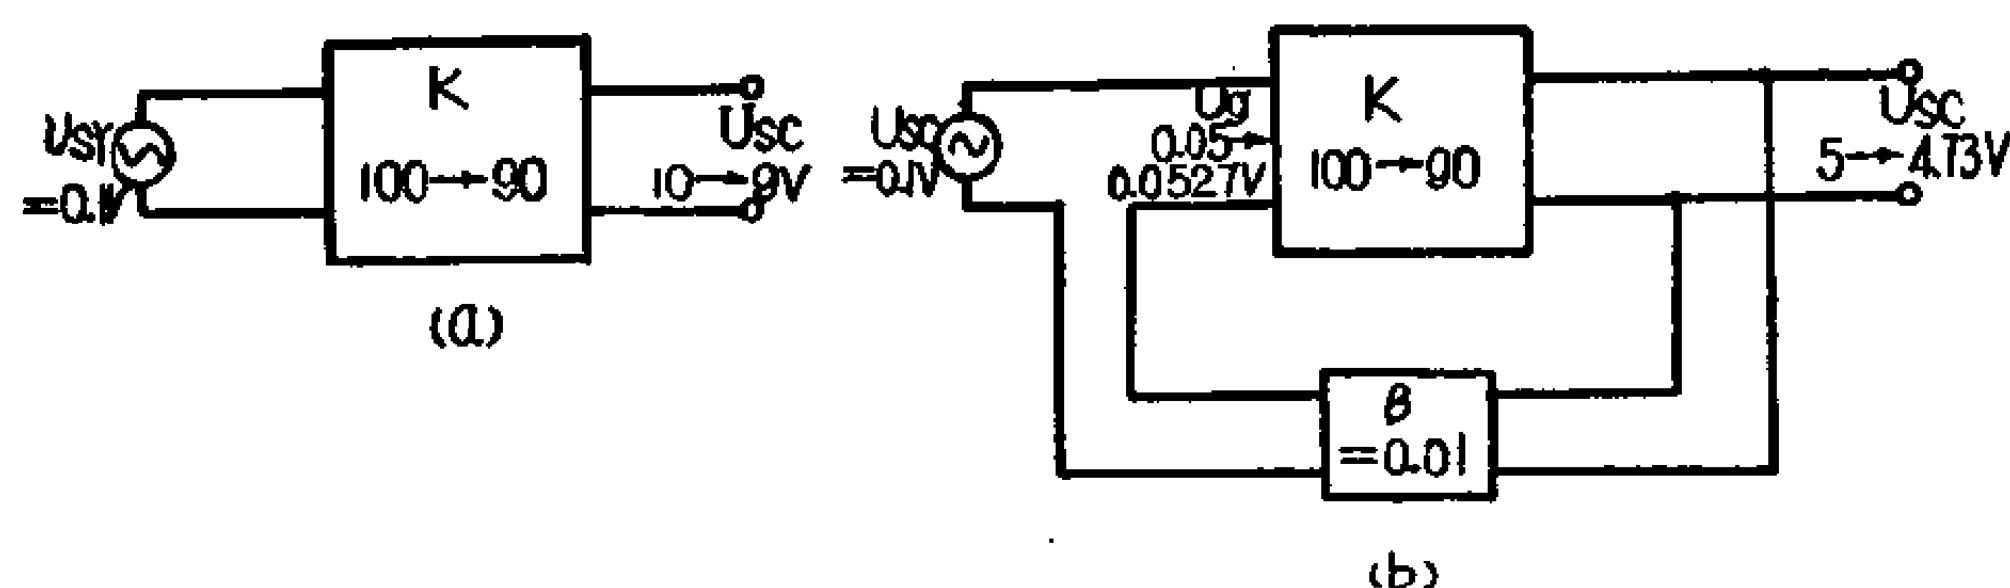 K
Usr
=0.1V
100→90
Usc
10→9V
(a)
Usc
=0.1V
Ug
0.05→
0.0527V
K
100→90
Usc
5→4.73V
β
=0.01
(b)